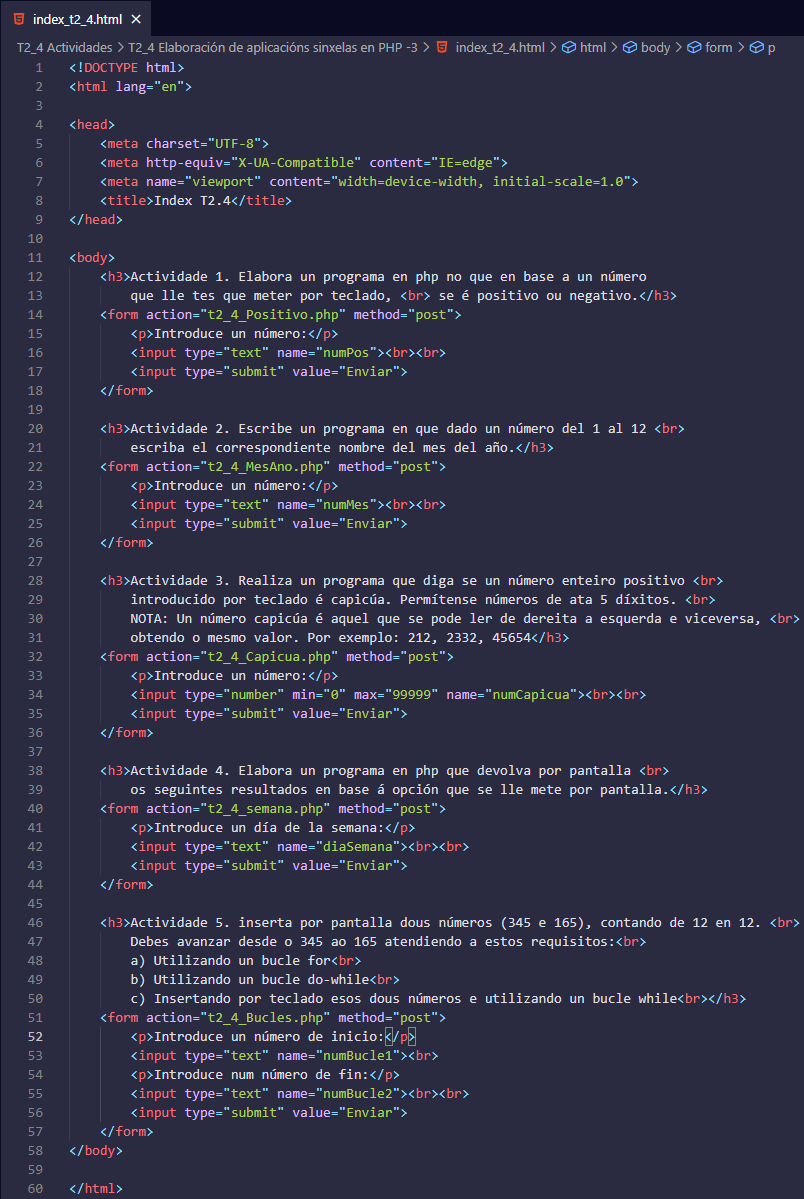 index_t2_4.html
T2_4 Actividades > T2_4 Elaboración de aplicacións sinxelas en PHP -3 > index_t2_4.html > html > body > form > p
1 <!DOCTYPE html>
2 <html lang="en">
3
4 <head>
5 <meta charset="UTF-8">
6 <meta http-equiv="X-UA-Compatible" content="IE=edge">
7 <meta name="viewport" content="width=device-width, initial-scale=1.0">
8 <title>Index T2.4</title>
9 </head>
10
11 <body>
12 <h3>Actividade 1. Elabora un programa en php no que en base a un número
13 que lle tes que meter por teclado, <br> se é positivo ou negativo.</h3>
14 <form action="t2_4_Positivo.php" method="post">
15 <p>Introduce un número:</p>
16 <input type="text" name="numPos"><br><br>
17 <input type="submit" value="Enviar">
18 </form>
19
20 <h3>Actividade 2. Escribe un programa en que dado un número del 1 al 12 <br>
21 escriba el correspondiente nombre del mes del año.</h3>
22 <form action="t2_4_MesAno.php" method="post">
23 <p>Introduce un número:</p>
24 <input type="text" name="numMes"><br><br>
25 <input type="submit" value="Enviar">
26 </form>
27
28 <h3>Actividade 3. Realiza un programa que diga se un número enteiro positivo <br>
29 introducido por teclado é capicúa. Permítense números de ata 5 díxitos. <br>
30 NOTA: Un número capicúa é aquel que se pode ler de dereita a esquerda e viceversa, <br>
31 obtendo o mesmo valor. Por exemplo: 212, 2332, 45654</h3>
32 <form action="t2_4_Capicua.php" method="post">
33 <p>Introduce un número:</p>
34 <input type="number" min="0" max="99999" name="numCapicua"><br><br>
35 <input type="submit" value="Enviar">
36 </form>
37
38 <h3>Actividade 4. Elabora un programa en php que devolva por pantalla <br>
39 os seguintes resultados en base á opción que se lle mete por pantalla.</h3>
40 <form action="t2_4_semana.php" method="post">
41 <p>Introduce un día de la semana:</p>
42 <input type="text" name="diaSemana"><br><br>
43 <input type="submit" value="Enviar">
44 </form>
45
46 <h3>Actividade 5. inserta por pantalla dous números (345 e 165), contando de 12 en 12. <br>
47 Debes avanzar desde o 345 ao 165 atendiendo a estos requisitos:<br>
48 a) Utilizando un bucle for<br>
49 b) Utilizando un bucle do-while<br>
50 c) Insertando por teclado esos dous números e utilizando un bucle while<br></h3>
51 <form action="t2_4_Bucles.php" method="post">
52 <p>Introduce un número de inicio:</p>
53 <input type="text" name="numBucle1"><br>
54 <p>Introduce num número de fin:</p>
55 <input type="text" name="numBucle2"><br><br>
56 <input type="submit" value="Enviar">
57 </form>
58 </body>
59
60 </html>